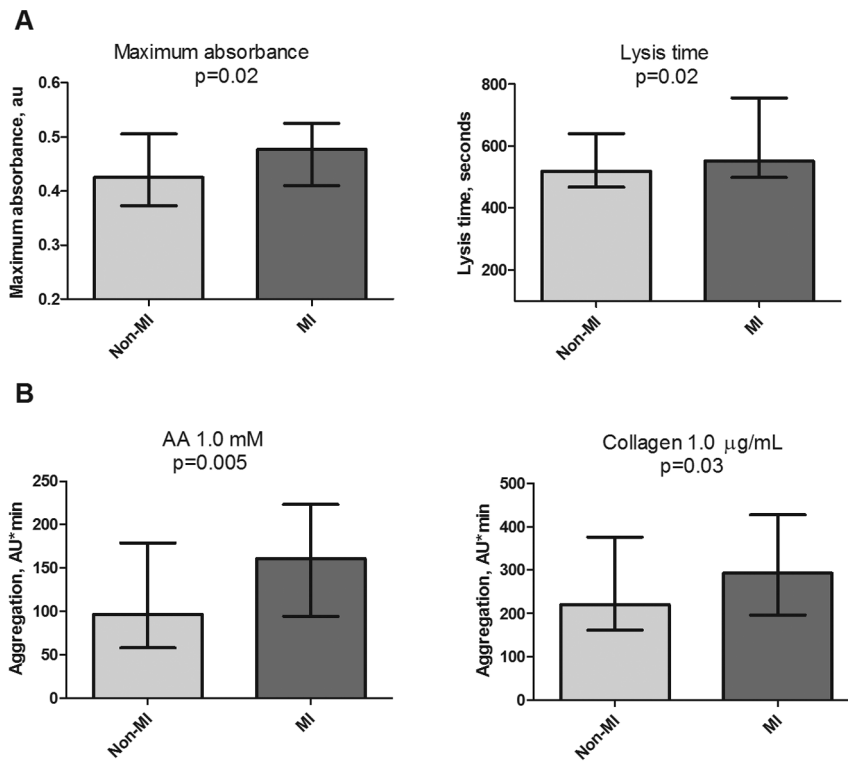 A
Maximum absorbance
p=0.02
Maximum absorbance, au
0.6
0.5
0.4
0.3
0.2
Non-MI
MI
Lysis time
p=0.02
Lysis time, seconds
800
600
400
200
Non-MI
MI
B
AA 1.0 mM
p=0.005
Aggregation, AU*min
250
200
150
100
50
0
Non-MI
MI
Collagen 1.0 μg/mL
p=0.03
Aggregation, AU*min
500
400
300
200
100
0
Non-MI
MI